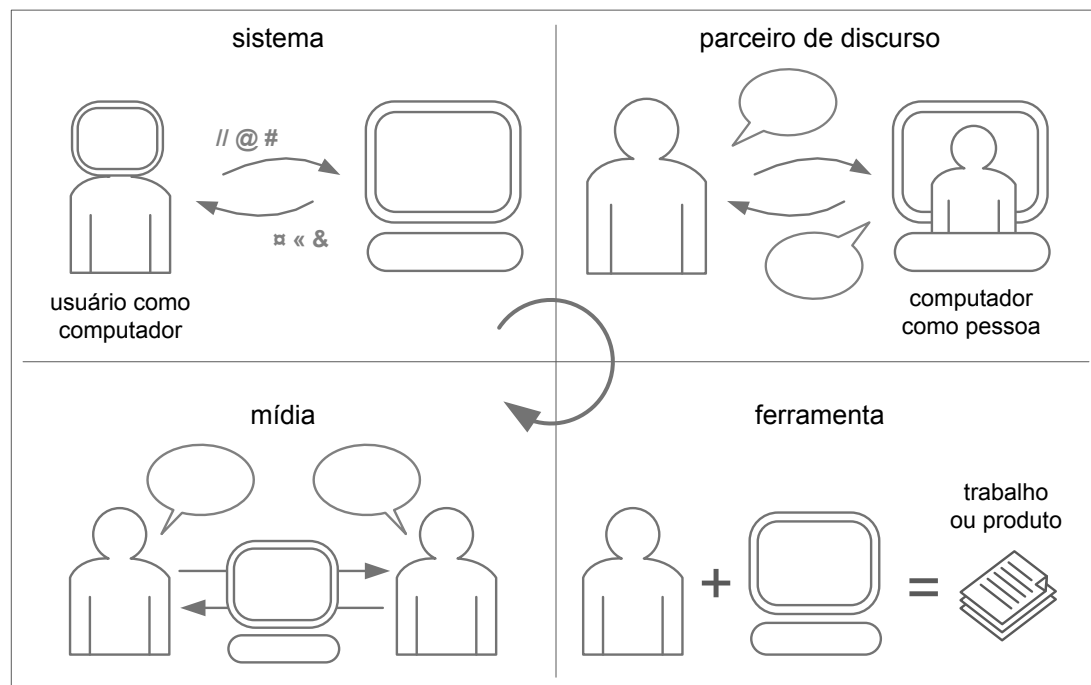 sistema
// @ #
¤ « &
usuário como
computador
parceiro de discurso
computador
como pessoa
mídia
ferramenta
+
=
trabalho
ou produto